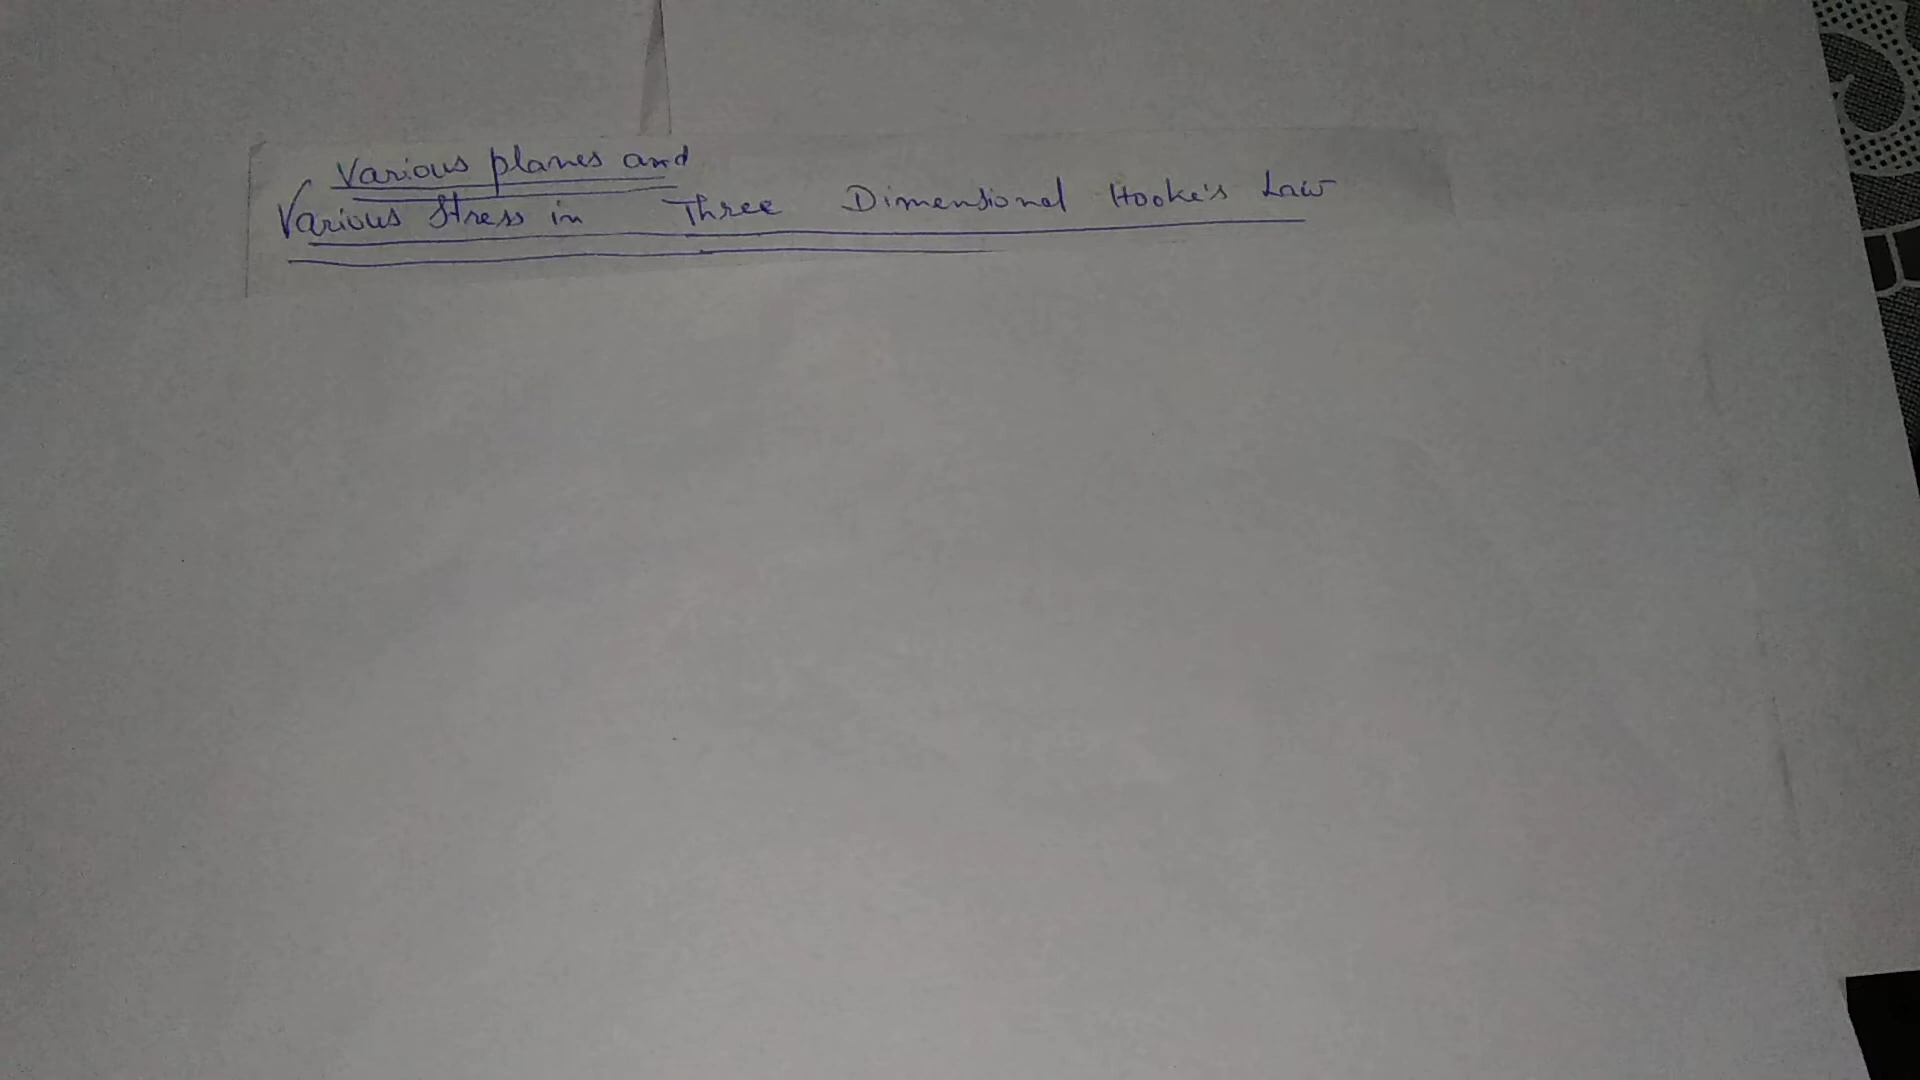 Various planes and
Various Stress in Three Dimensional Hooke's Law